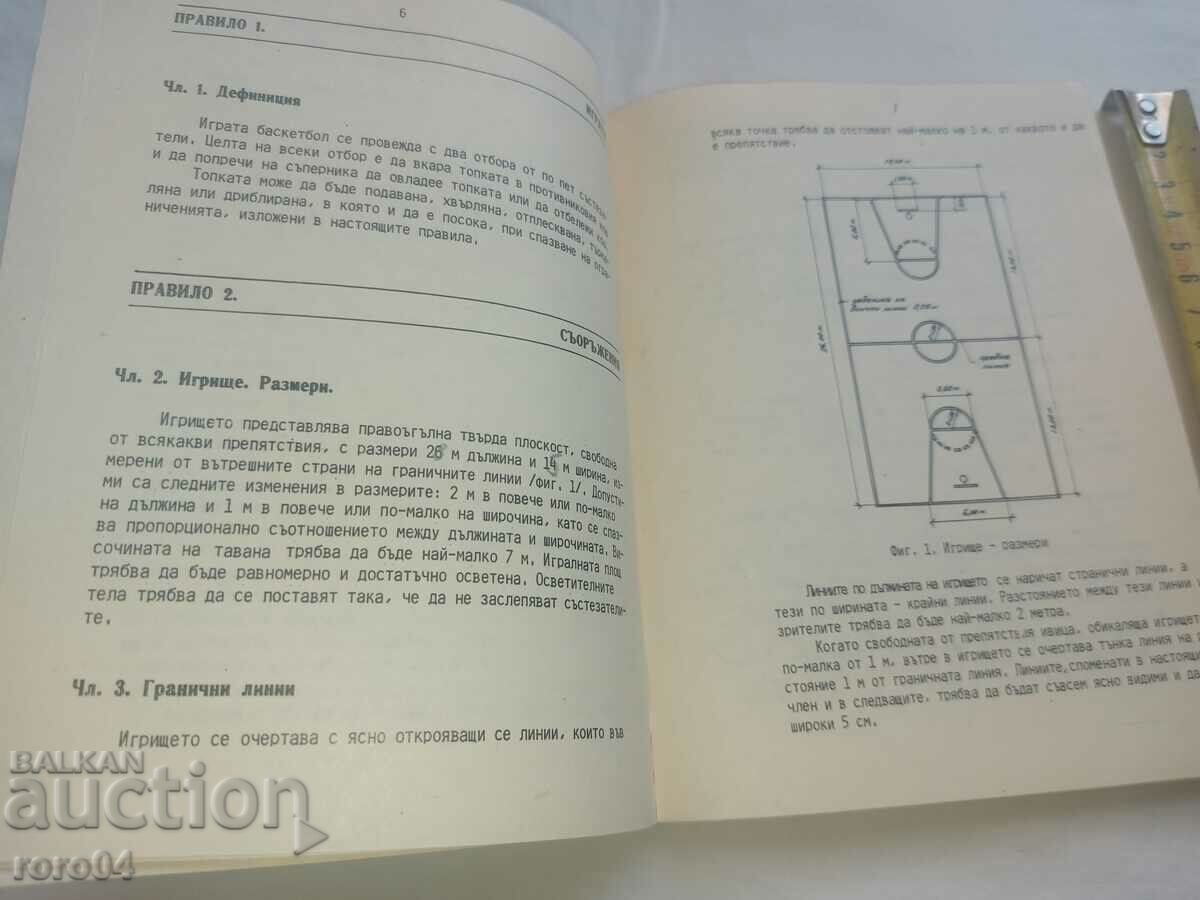 6
ПРАВИЛО 1.
Чл. 1. Дефиниция
Играта баскетбол се провежда с два отбора от по пет състеза-
тели. Целта на всеки отбор е да вкара топката в противниковия кош
и да попречи на съперника да овладее топката или да отбележи кош.
Топката може да бъде подавана, хвърляна, отплесквана, търка-
ляна или дриблирана, в която и да е посока, при спазване на огра-
ниченията, изложени в настоящите правила.
ПРАВИЛО 2.
СЪОРЪЖЕНИЯ
Чл. 2. Игрище. Размери.
Игрището представлява правоъгълна твърда плоскост, свободна
от всякакви препятствия, с размери м дължина и м ширина, из-
мерени от вътрешните страни на граничните линии /фиг. 1/. Допусти-
ми са следните изменения в размерите: 2 м в повече или по-малко
на дължина и 1 м в повече или по-малко на широчина, като се спаз-
ва пропорционално съотношението между дължината и широчината. Ви-
сочината на тавана трябва да бъде най-малко 7 м. Игралната площ
трябва да бъде равномерно и достатъчно осветена. Осветителните
тела трябва да се поставят така, че да не заслепяват състезатели-
те.
Чл. 3. Гранични линии
Игрището се очертава с ясно открояващи се линии, които във
7
всяка точка трябва да отстояват най-малко на 1 м. от каквото и да
е препятствие.
дебелина на
всички линии 0,05 м
Фиг. 1. Игрище - размери
Линиите по дължината на игрището се наричат странични линии, а
тези по ширината - крайни линии. Разстоянието между тези линии и
зрителите трябва да бъде най-малко 2 метра.
Когато свободната от препятствия ивица, обикаляща игрището
по-малка от 1 м, вътре в игрището се очертава тънка линия на
стояние 1 м от граничната линия. Линиите, споменати в настоящия
член и в следващите, трябва да бъдат съвсем ясно видими и да
широки 5 см.
BALKAN
auction
roro04